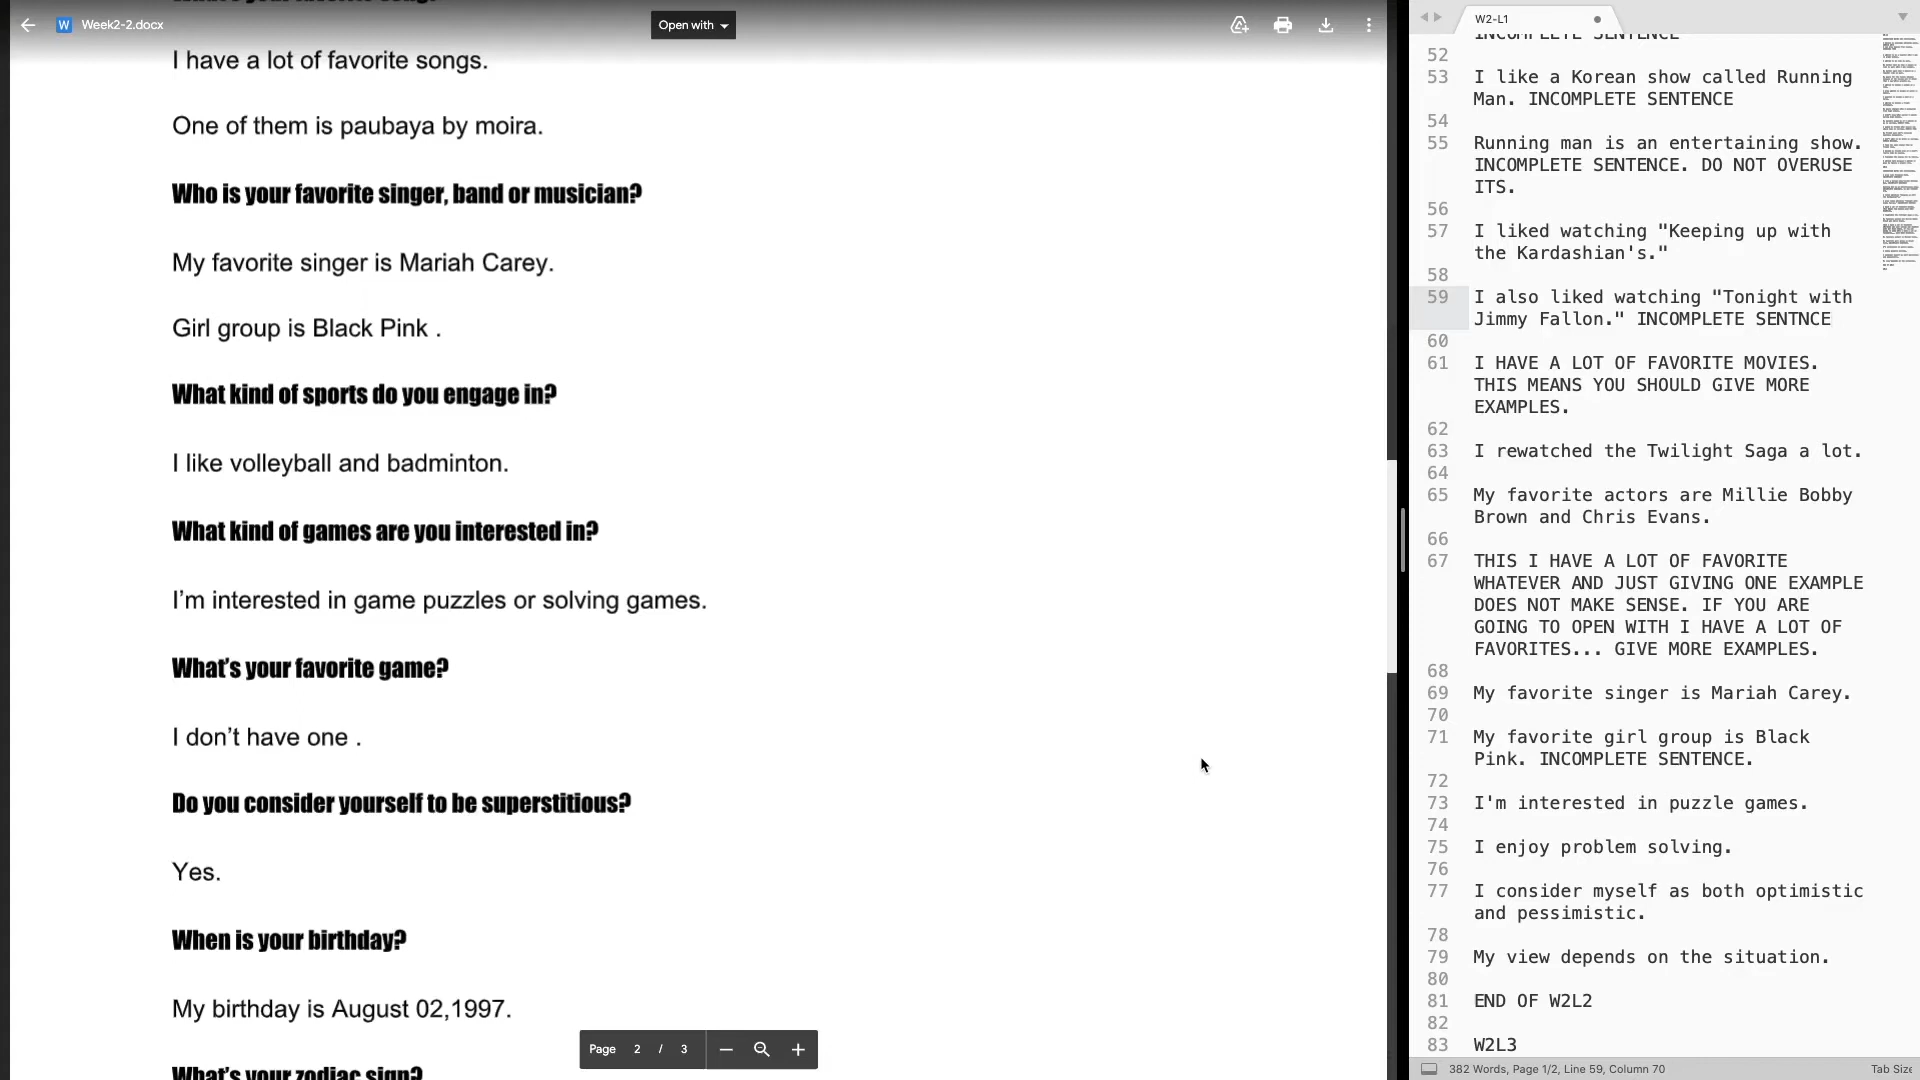 Week2-2.docx
Open with
I have a lot of favorite songs.
One of them is paubaya by moira.
Who is your favorite singer, band or musician?
My favorite singer is Mariah Carey.
Girl group is Black Pink .
What kind of sports do you engage in?
I like volleyball and badminton.
What kind of games are you interested in?
I'm interested in game puzzles or solving games.
What's your favorite game?
I don't have one .
Do you consider yourself to be superstitious?
Yes.
When is your birthday?
My birthday is August 02,1997.
What's your zodiac sign?
Page 2 / 3
W2-L1
INCOMPLETE SENTENCE
52
53 I like a Korean show called Running
Man. INCOMPLETE SENTENCE
54
55 Running man is an entertaining show.
INCOMPLETE SENTENCE. DO NOT OVERUSE
ITS.
56
57 I liked watching "Keeping up with
the Kardashian's."
58
59 I also liked watching "Tonight with
Jimmy Fallon." INCOMPLETE SENTNCE
60
61 I HAVE A LOT OF FAVORITE MOVIES.
THIS MEANS YOU SHOULD GIVE MORE
EXAMPLES.
62
63 I rewatched the Twilight Saga a lot.
64
65 My favorite actors are Millie Bobby
Brown and Chris Evans.
66
67 THIS I HAVE A LOT OF FAVORITE
WHATEVER AND JUST GIVING ONE EXAMPLE
DOES NOT MAKE SENSE. IF YOU ARE
GOING TO OPEN WITH I HAVE A LOT OF
FAVORITES... GIVE MORE EXAMPLES.
68
69 My favorite singer is Mariah Carey.
70
71 My favorite girl group is Black
Pink. INCOMPLETE SENTENCE.
72
73 I'm interested in puzzle games.
74
75 I enjoy problem solving.
76
77 I consider myself as both optimistic
and pessimistic.
78
79 My view depends on the situation.
80
81 END OF W2L2
82
83 W2L3
382 Words, Page 1/2, Line 59, Column 70
Tab Size